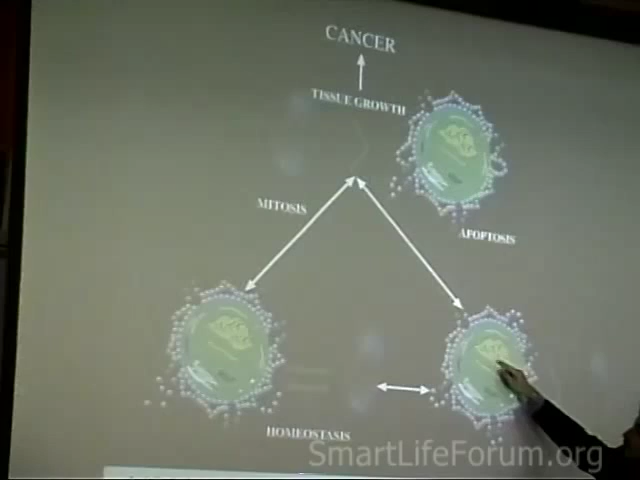 CANCER
TISSUE GROWTH
MITOSIS
APOPTOSIS
HOMEOSTASIS
SmartLifeForum.org